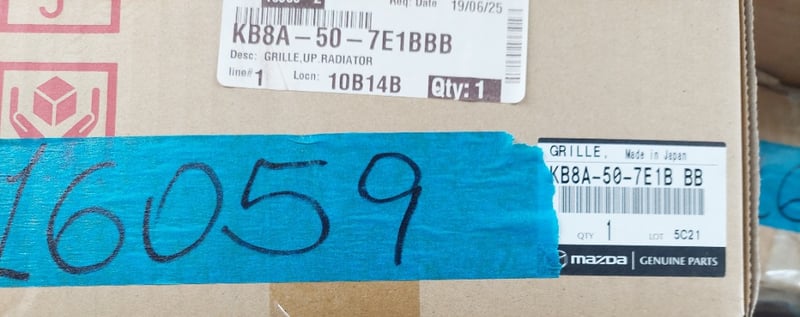 Req: Date 19/06/25
KB8A-50-7E1BBB
Desc: GRILLE,UP.RADIATOR
line# 1 Locn: 10B14B Qty: 1
16059
GRILLE, Made in Japan
KB8A-50-7E1B BB
QTY 1 LOT 5C21
mazda GENUINE PARTS